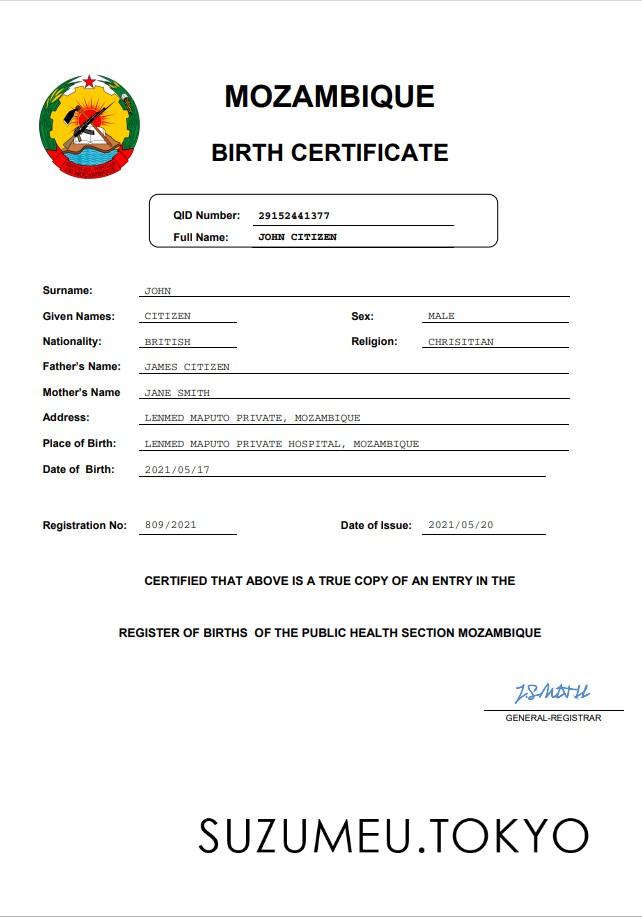 MOZAMBIQUE
BIRTH CERTIFICATE
QID Number: 29152441377
Full Name: JOHN CITIZEN
Surname: JOHN
Given Names: CITIZEN Sex: MALE
Nationality: BRITISH Religion: CHRISITIAN
Father's Name: JAMES CITIZEN
Mother's Name JANE SMITH
Address: LENMED MAPUTO PRIVATE, MOZAMBIQUE
Place of Birth: LENMED MAPUTO PRIVATE HOSPITAL, MOZAMBIQUE
Date of Birth: 2021/05/17
Registration No: 809/2021 Date of Issue: 2021/05/20
CERTIFIED THAT ABOVE IS A TRUE COPY OF AN ENTRY IN THE
REGISTER OF BIRTHS OF THE PUBLIC HEALTH SECTION MOZAMBIQUE
J.SMITH
GENERAL-REGISTRAR
SUZUMEU.TOKYO